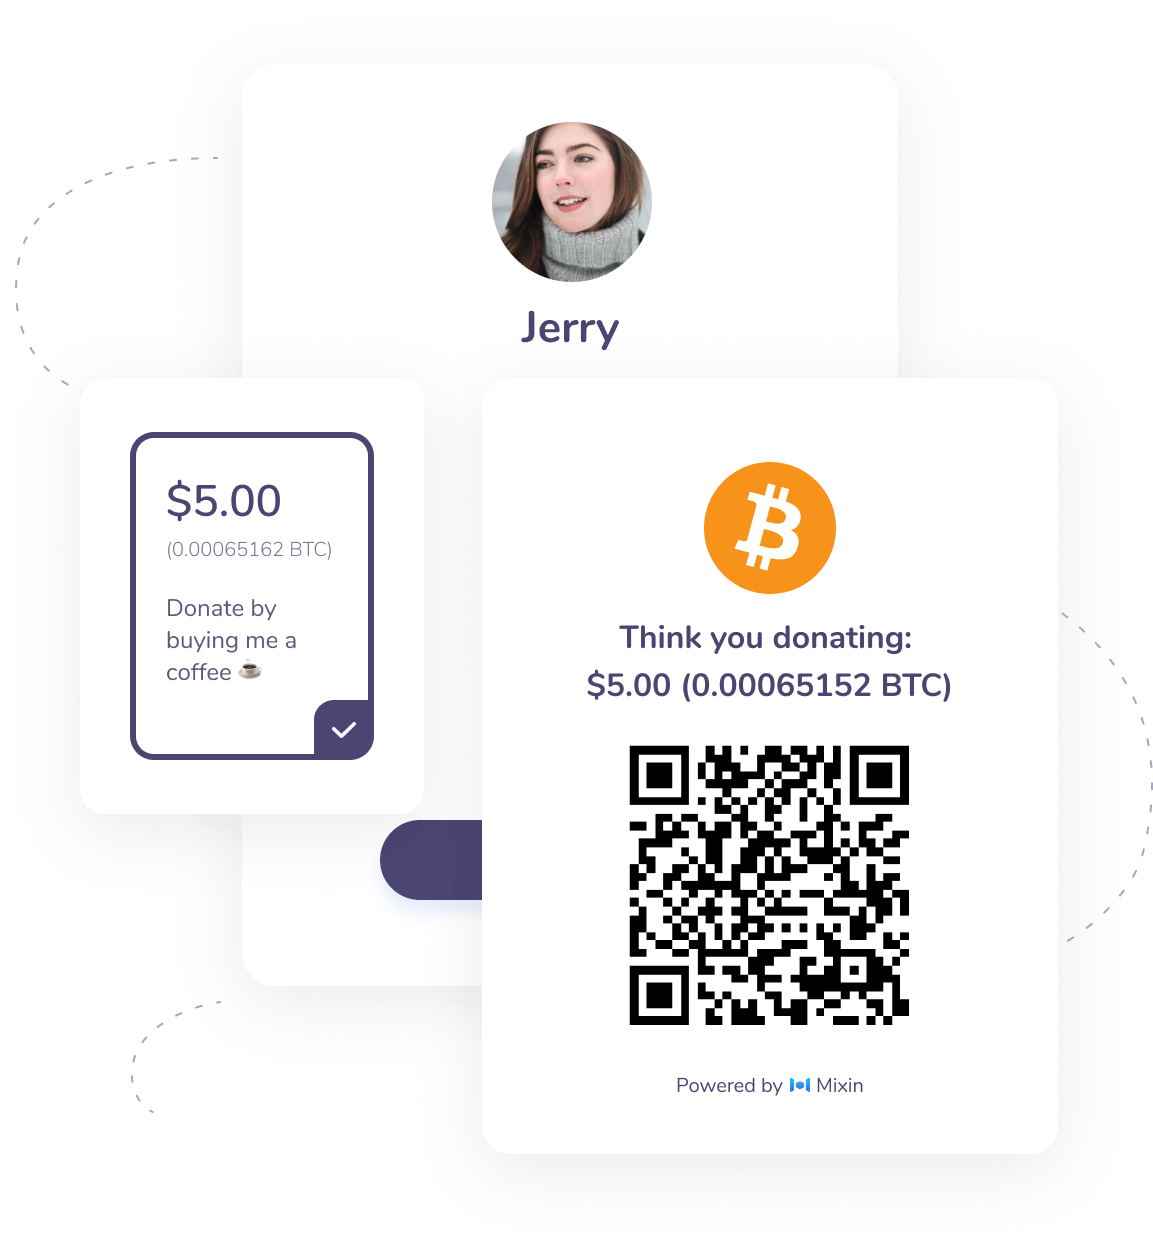 Jerry
$5.00
(0.00065162 BTC)
Donate by
buying me a
coffee ☕
Think you donating:
$5.00 (0.00065152 BTC)
Powered by Mixin